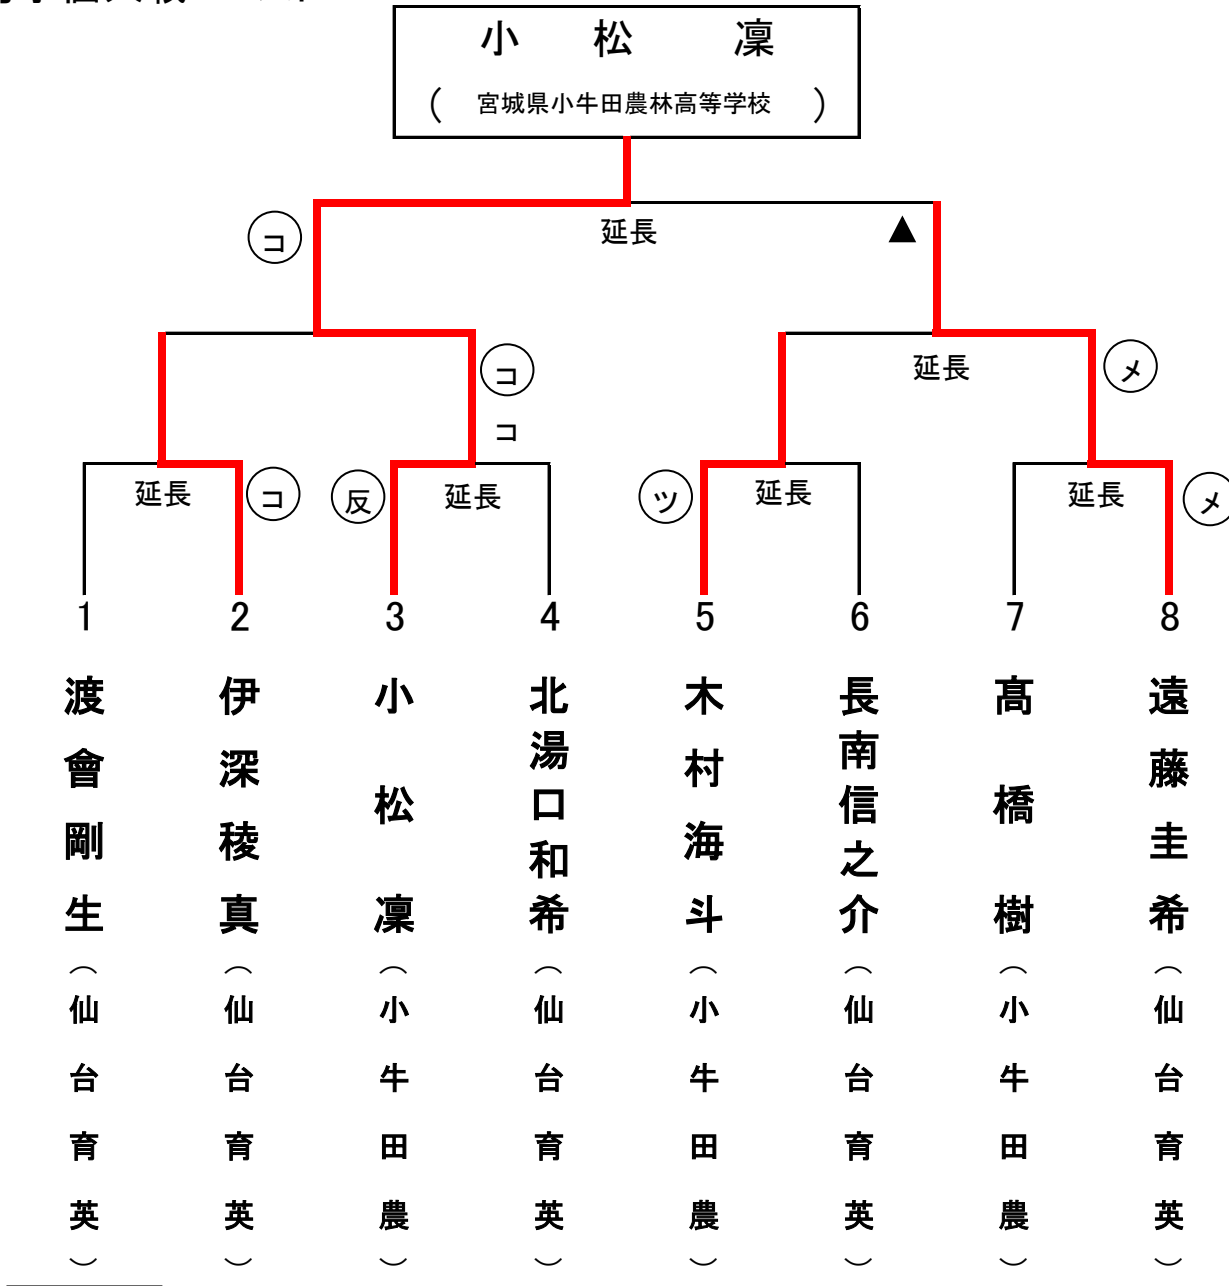 小 松 凜
( 宮城県小牛田農林高等学校 )
延長 ▲
コ
延長
コ
コ
メ
延長 コ
反 延長
ツ 延長
延長 メ
1 2 3 4 5 6 7 8
渡會剛生(仙台育英)
伊深稜真(仙台育英)
小松凜(小牛田農)
北湯口和希(仙台育英)
木村海斗(小牛田農)
長南信之介(仙台育英)
髙橋樹(小牛田農)
遠藤圭希(仙台育英)